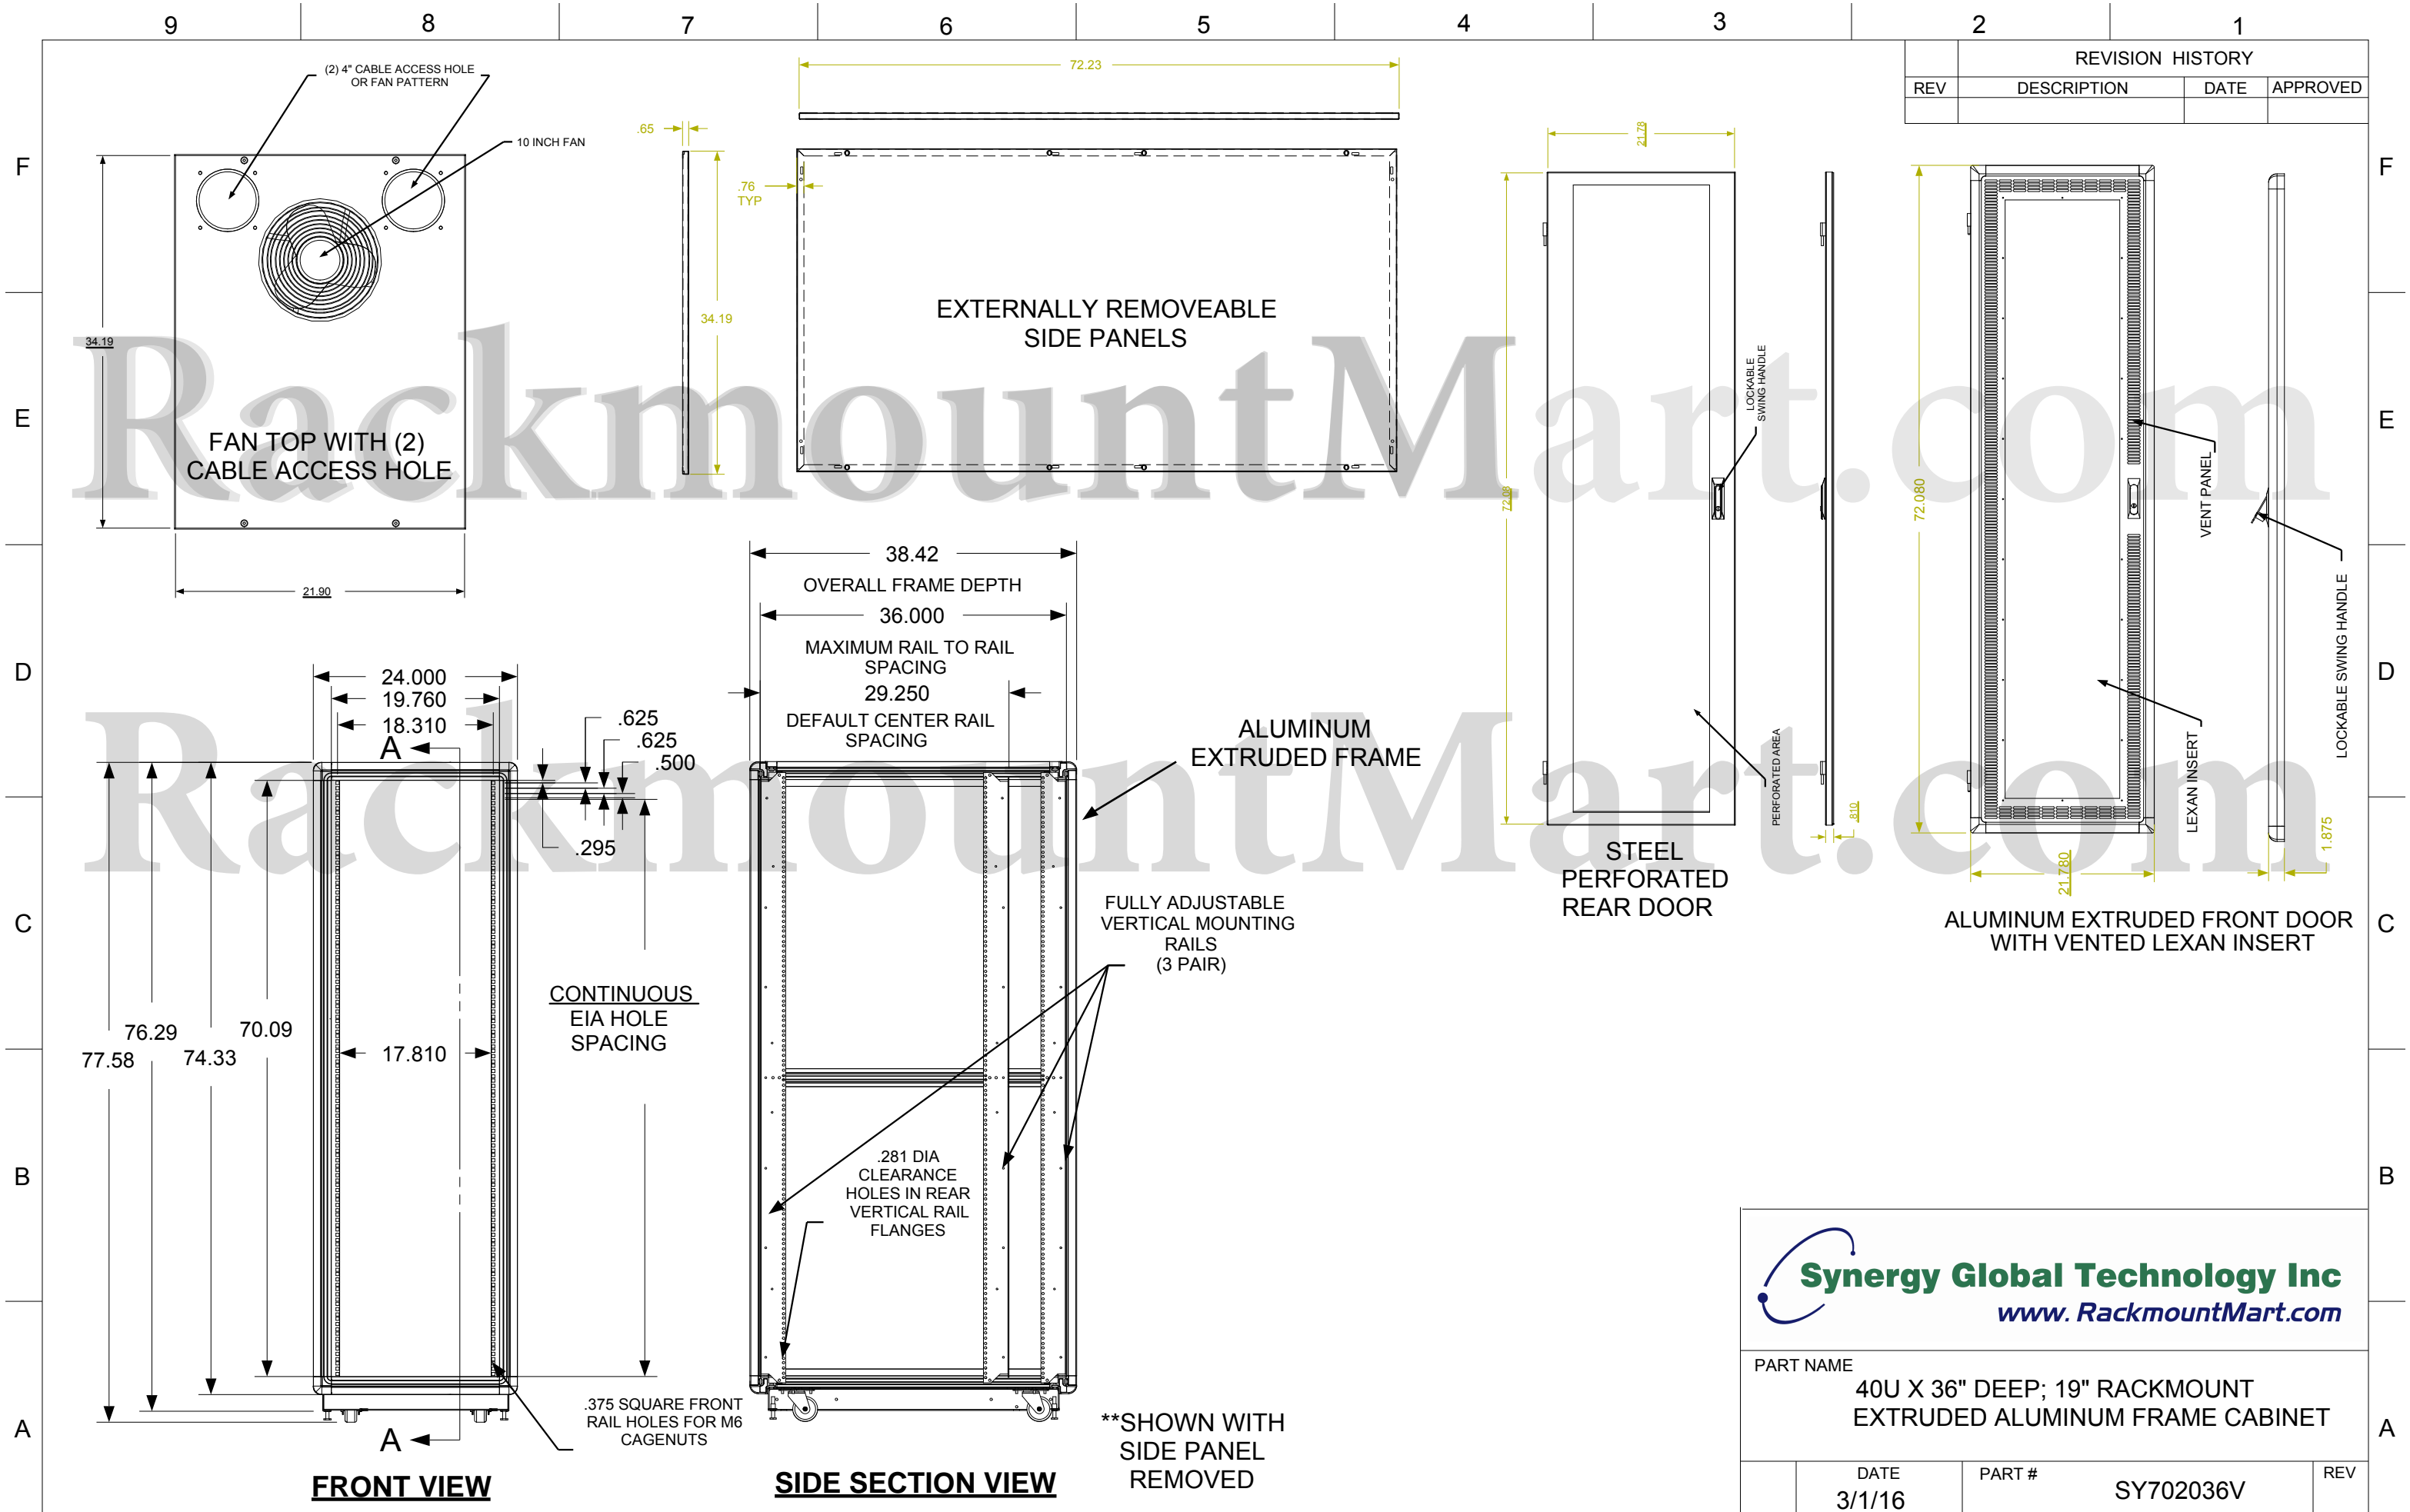 9 8 7 6 5 4 3 2 1
REVISION HISTORY
REV DESCRIPTION DATE APPROVED
F
E
D
C
B
A
F
E
D
C
B
A
(2) 4" CABLE ACCESS HOLE
OR FAN PATTERN
10 INCH FAN
34.19
FAN TOP WITH (2)
CABLE ACCESS HOLE
21.90
72.23
.65
.76
TYP
34.19
EXTERNALLY REMOVEABLE
SIDE PANELS
21.78
72.08
LOCKABLE
SWING HANDLE
PERFORATED AREA
.810
STEEL
PERFORATED
REAR DOOR
72.080
VENT PANEL
LEXAN INSERT
LOCKABLE SWING HANDLE
21.780
1.875
ALUMINUM EXTRUDED FRONT DOOR
WITH VENTED LEXAN INSERT
RackmountMart.com
RackmountMart.com
24.000
19.760
18.310
A
.625
.625
.500
.295
77.58
76.29
74.33
70.09
17.810
CONTINUOUS
EIA HOLE
SPACING
.375 SQUARE FRONT
RAIL HOLES FOR M6
CAGENUTS
A
FRONT VIEW
38.42
OVERALL FRAME DEPTH
36.000
MAXIMUM RAIL TO RAIL
SPACING
29.250
DEFAULT CENTER RAIL
SPACING
ALUMINUM
EXTRUDED FRAME
FULLY ADJUSTABLE
VERTICAL MOUNTING
RAILS
(3 PAIR)
.281 DIA
CLEARANCE
HOLES IN REAR
VERTICAL RAIL
FLANGES
**SHOWN WITH
SIDE PANEL
REMOVED
SIDE SECTION VIEW
Synergy Global Technology Inc
www. RackmountMart.com
PART NAME
40U X 36" DEEP; 19" RACKMOUNT
EXTRUDED ALUMINUM FRAME CABINET
DATE
3/1/16
PART #
SY702036V
REV